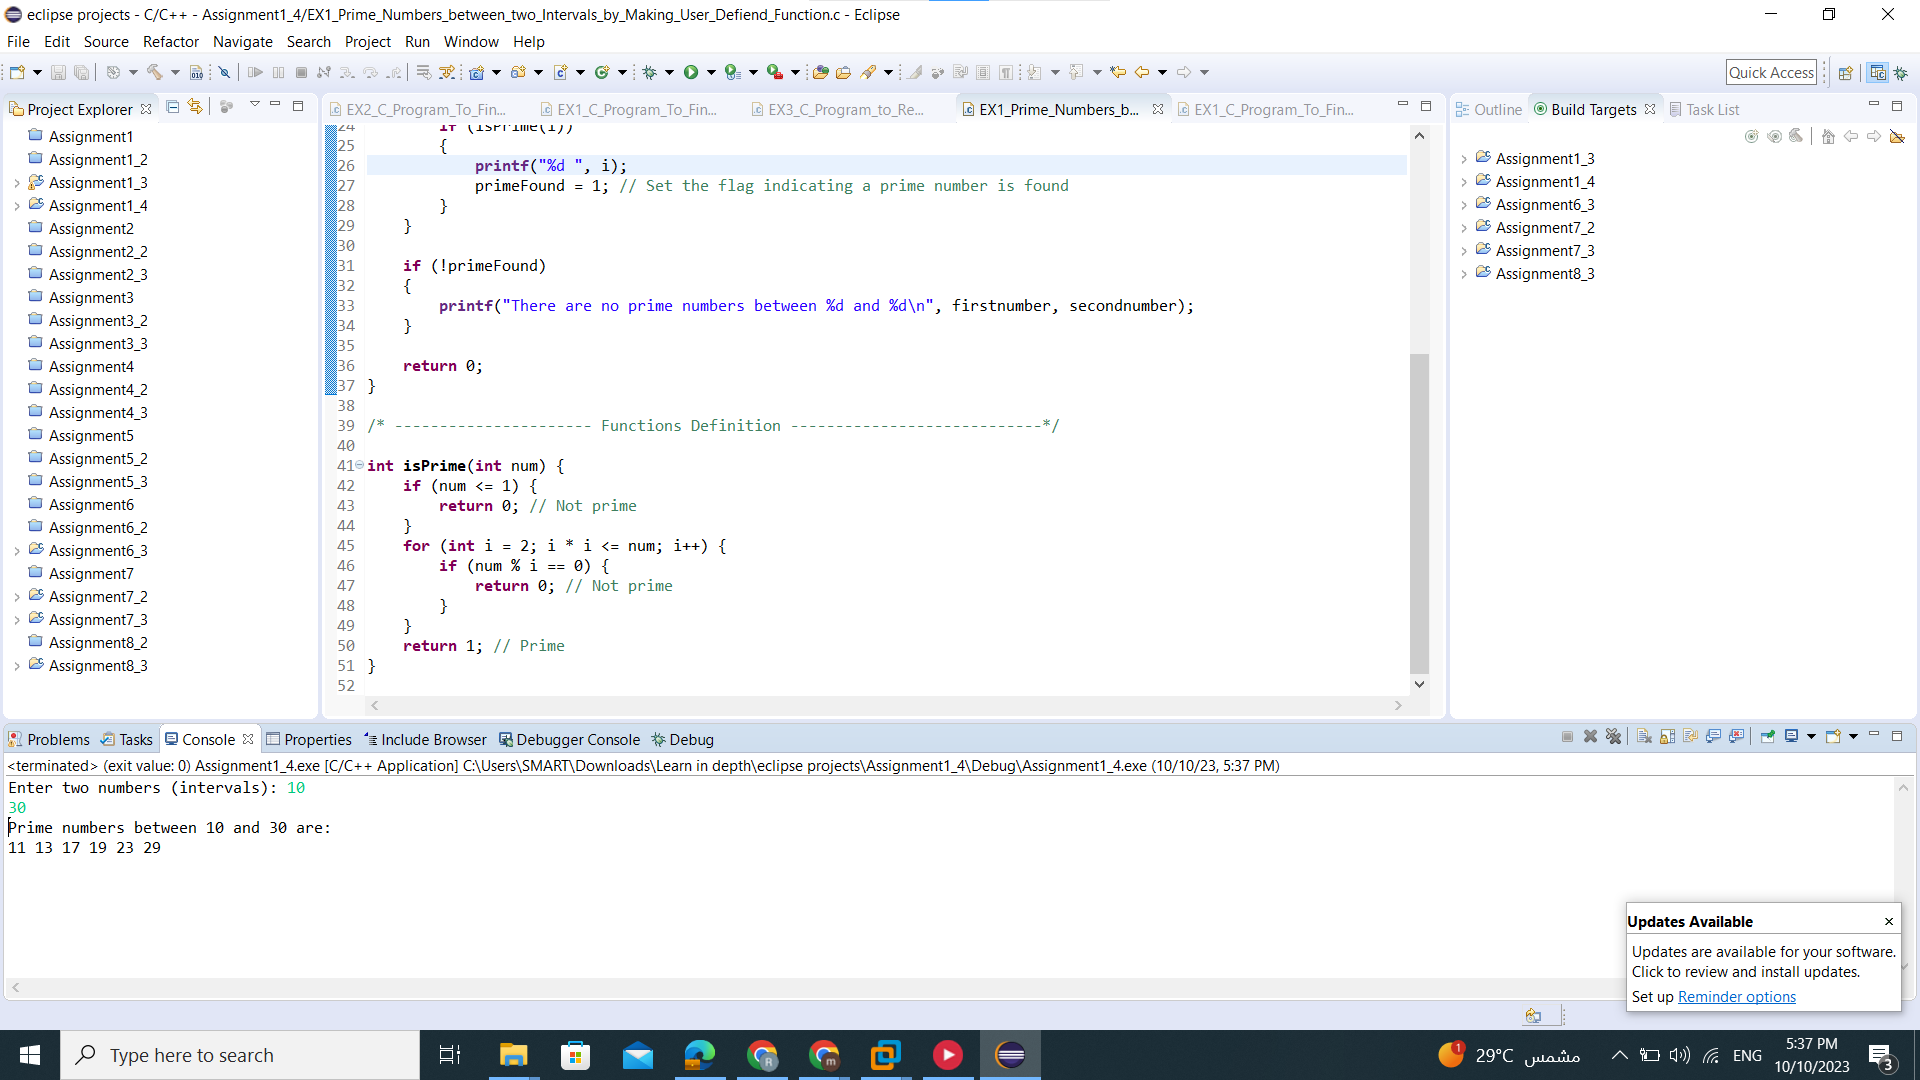 eclipse projects - C/C++ - Assignment1_4/EX1_Prime_Numbers_between_two_Intervals_by_Making_User_Defiend_Function.c - Eclipse
File Edit Source Refactor Navigate Search Project Run Window Help
Quick Access
Project Explorer
Assignment1
Assignment1_2
Assignment1_3
Assignment1_4
Assignment2
Assignment2_2
Assignment2_3
Assignment3
Assignment3_2
Assignment3_3
Assignment4
Assignment4_2
Assignment4_3
Assignment5
Assignment5_2
Assignment5_3
Assignment6
Assignment6_2
Assignment6_3
Assignment7
Assignment7_2
Assignment7_3
Assignment8_2
Assignment8_3
EX2_C_Program_To_Fin... EX1_C_Program_To_Fin... EX3_C_Program_to_Re... EX1_Prime_Numbers_b... EX1_C_Program_To_Fin...
24 if (isPrime(i))
25 {
26 printf("%d ", i);
27 primeFound = 1; // Set the flag indicating a prime number is found
28 }
29 }
30
31 if (!primeFound)
32 {
33 printf("There are no prime numbers between %d and %d\n", firstnumber, secondnumber);
34 }
35
36 return 0;
37 }
38
39 /* ---------------------- Functions Definition ----------------------------*/
40
41 int isPrime(int num) {
42 if (num <= 1) {
43 return 0; // Not prime
44 }
45 for (int i = 2; i * i <= num; i++) {
46 if (num % i == 0) {
47 return 0; // Not prime
48 }
49 }
50 return 1; // Prime
51 }
52
Outline Build Targets Task List
Assignment1_3
Assignment1_4
Assignment6_3
Assignment7_2
Assignment7_3
Assignment8_3
Problems Tasks Console Properties Include Browser Debugger Console Debug
<terminated> (exit value: 0) Assignment1_4.exe [C/C++ Application] C:\Users\SMART\Downloads\Learn in depth\eclipse projects\Assignment1_4\Debug\Assignment1_4.exe (10/10/23, 5:37 PM)
Enter two numbers (intervals): 10
30
Prime numbers between 10 and 30 are:
11 13 17 19 23 29
Updates Available
Updates are available for your software.
Click to review and install updates.
Set up Reminder options
Type here to search
1
29°C مشمس
ENG
5:37 PM
10/10/2023
3